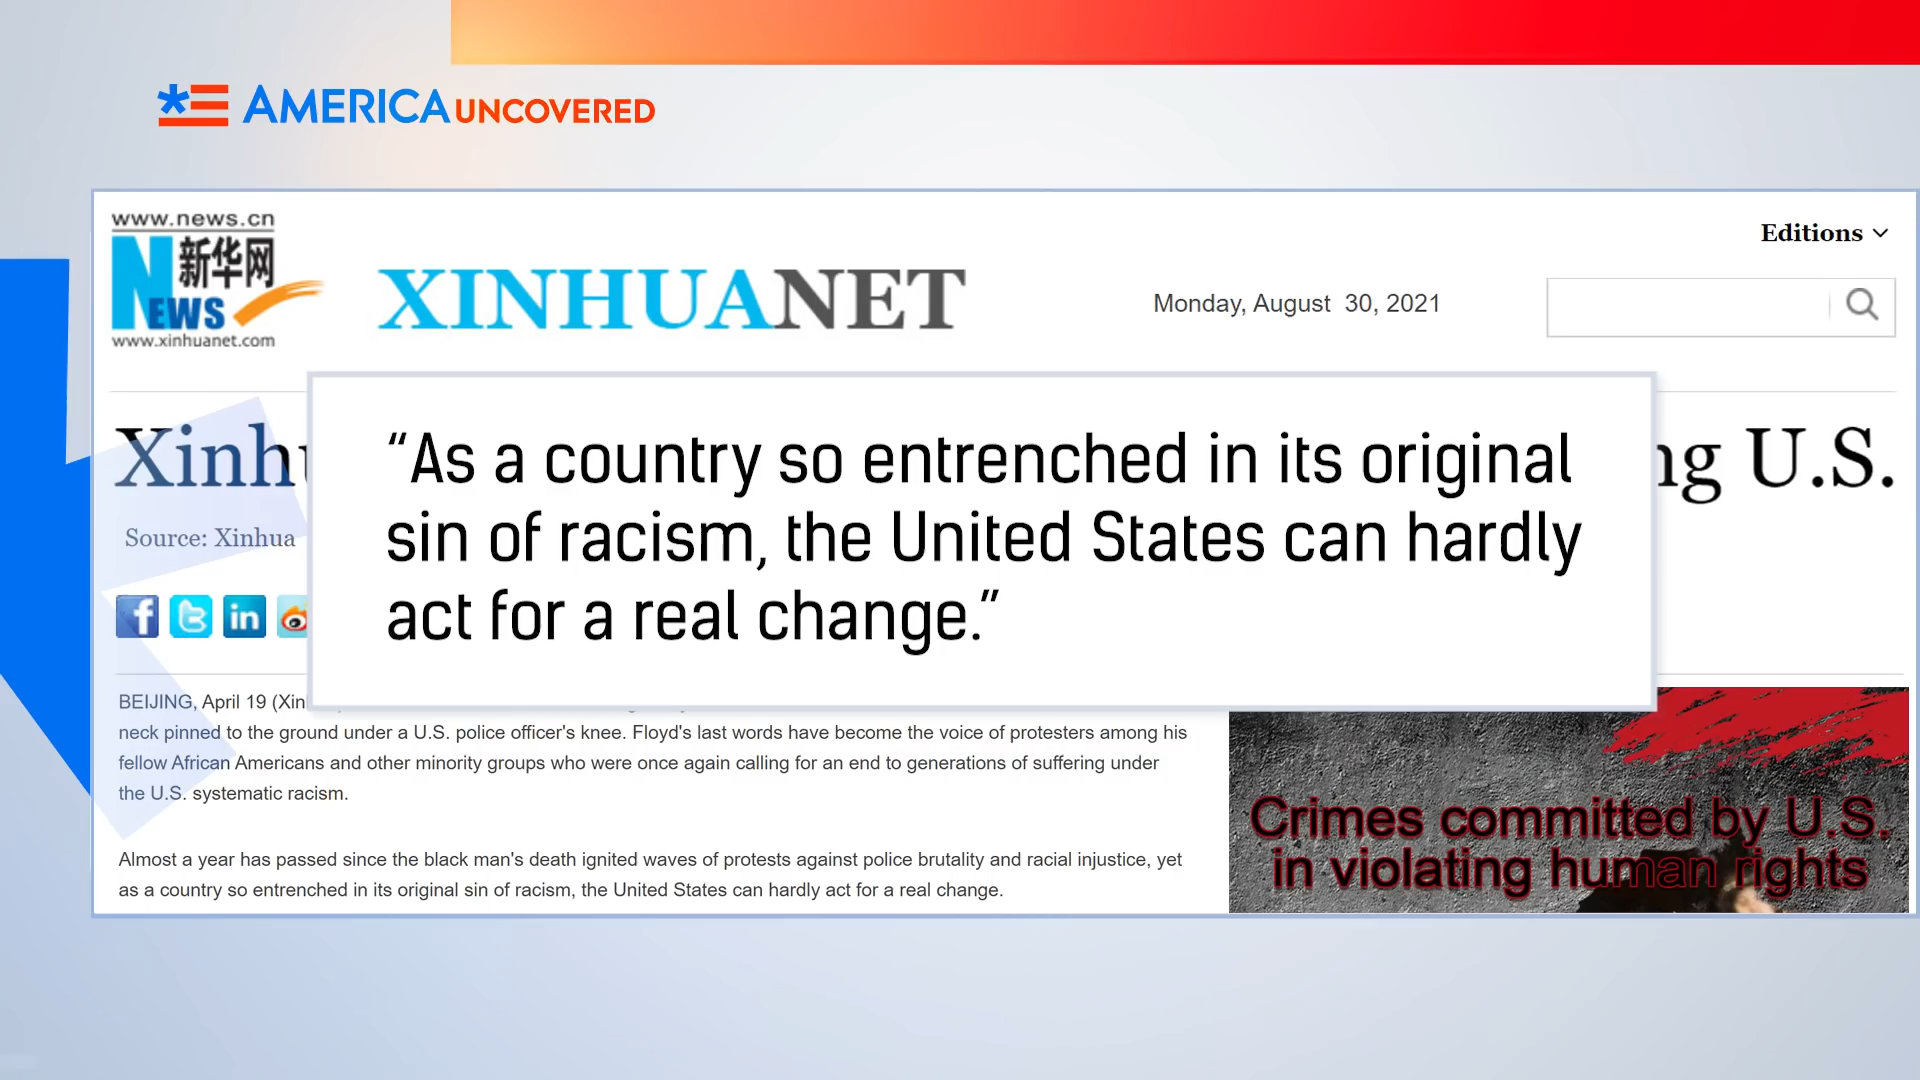 AMERICA UNCOVERED
www.news.cn
新华网
NEWS
www.xinhuanet.com
XINHUANET
Monday, August 30, 2021
Editions
“As a country so entrenched in its original
sin of racism, the United States can hardly
act for a real change.”
U.S.
Source: Xinhua
BEIJING, April 19
neck pinned to the ground under a U.S. police officer's knee. Floyd's last words have become the voice of protesters among his
fellow African Americans and other minority groups who were once again calling for an end to generations of suffering under
the U.S. systematic racism.
Almost a year has passed since the black man's death ignited waves of protests against police brutality and racial injustice, yet
as a country so entrenched in its original sin of racism, the United States can hardly act for a real change.
Crimes committed by U.S.
in violating human rights